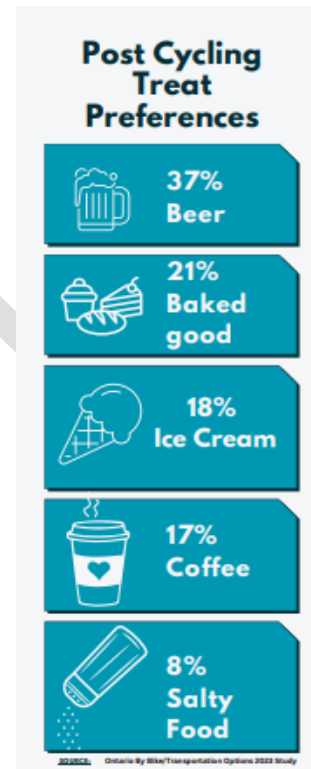 Post Cycling
Treat
Preferences
37%
Beer
21%
Baked
good
18%
Ice Cream
17%
Coffee
8%
Salty
Food
SOURCE: Ontario By Bike/Transportation Options 2023 Study